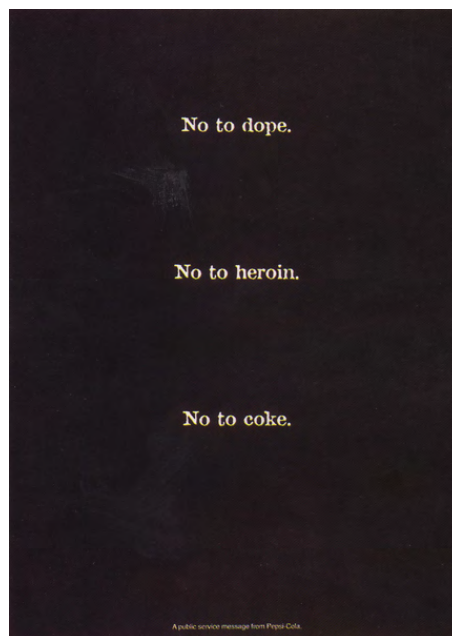 No to dope.
No to heroin.
No to coke.
A public service message from Pepsi-Cola.